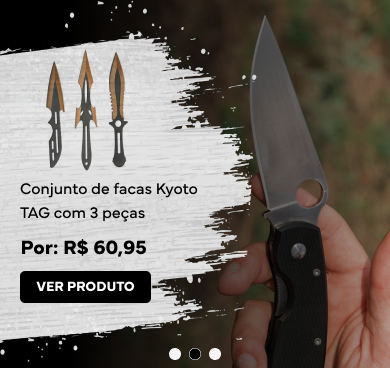 Conjunto de facas Kyoto
TAG com 3 peças
Por: R$ 60,95
VER PRODUTO